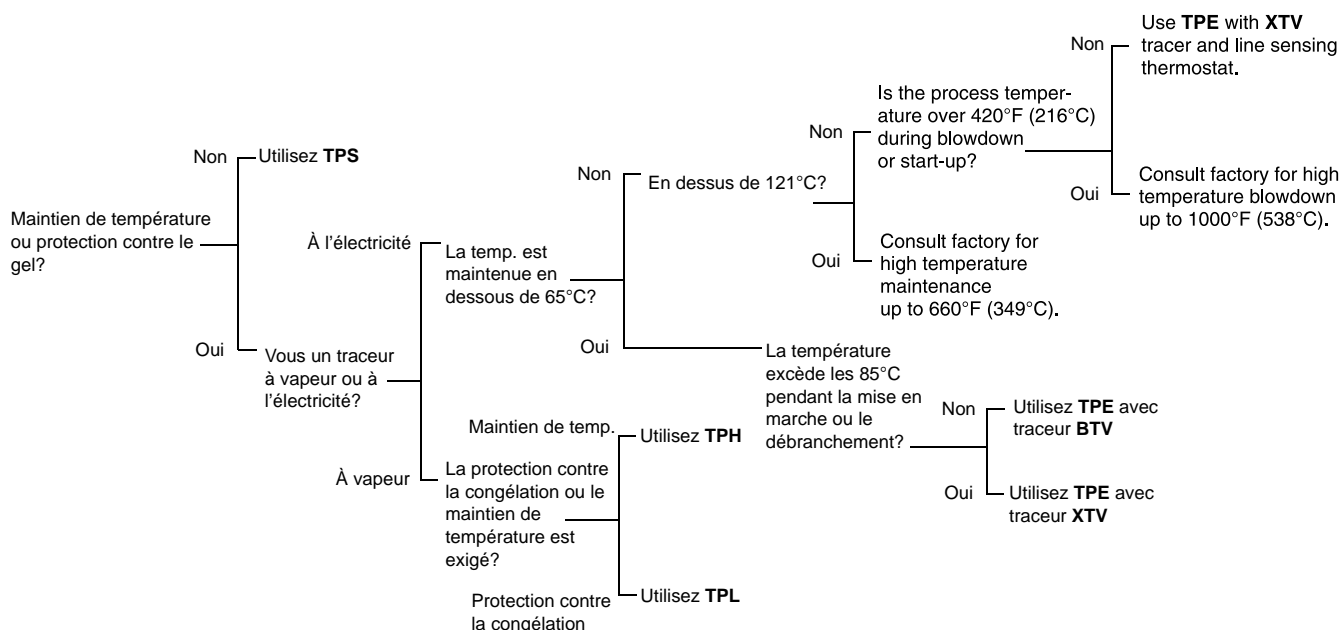 Maintien de température
ou protection contre le
gel?
Non
Utilisez TPS
Oui
Vous un traceur
à vapeur ou à
l'électricité?
À l'électricité
La temp. est
maintenue en
dessous de 65°C?
Non
En dessus de 121°C?
Non
Is the process temper-
ature over 420°F (216°C)
during blowdown
or start-up?
Non
Use TPE with XTV
tracer and line sensing
thermostat.
Oui
Consult factory for high
temperature blowdown
up to 1000°F (538°C).
Oui
Consult factory for
high temperature
maintenance
up to 660°F (349°C).
Oui
La température
excède les 85°C
pendant la mise en
marche ou le
débranchement?
Non
Utilisez TPE avec
traceur BTV
Oui
Utilisez TPE avec
traceur XTV
À vapeur
La protection contre
la congélation ou le
maintien de
température est
exigé?
Maintien de temp.
Utilisez TPH
Protection contre
la congélation
Utilisez TPL